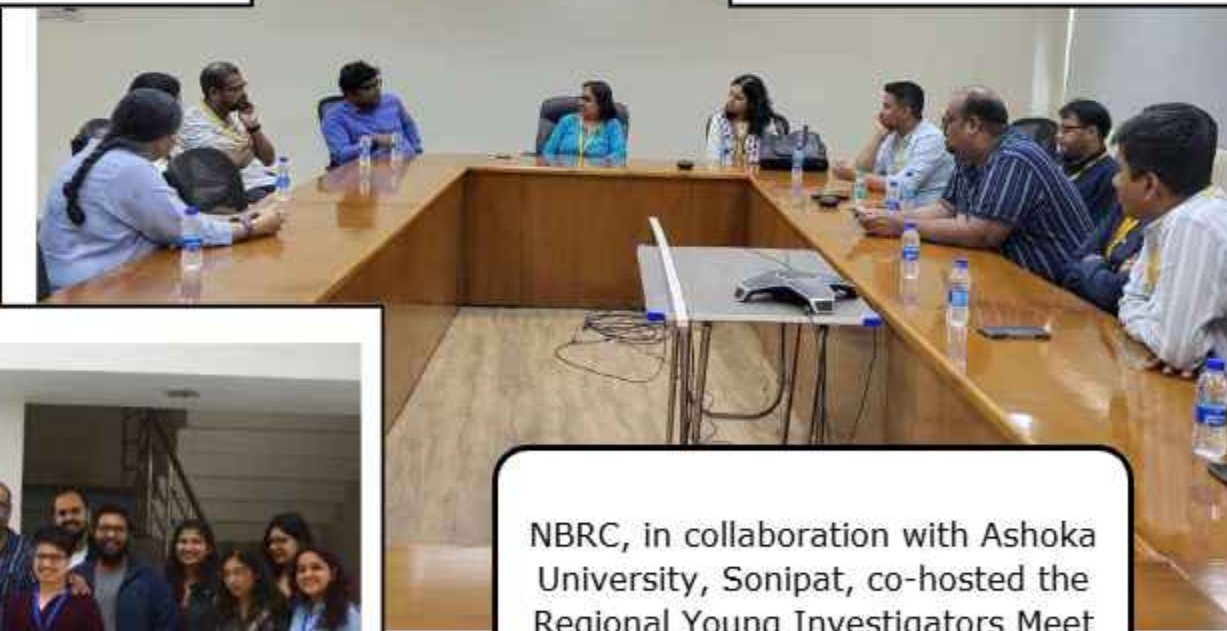 NBRC, in collaboration with Ashoka
University, Sonipat, co-hosted the
Regional Young Investigators Meet